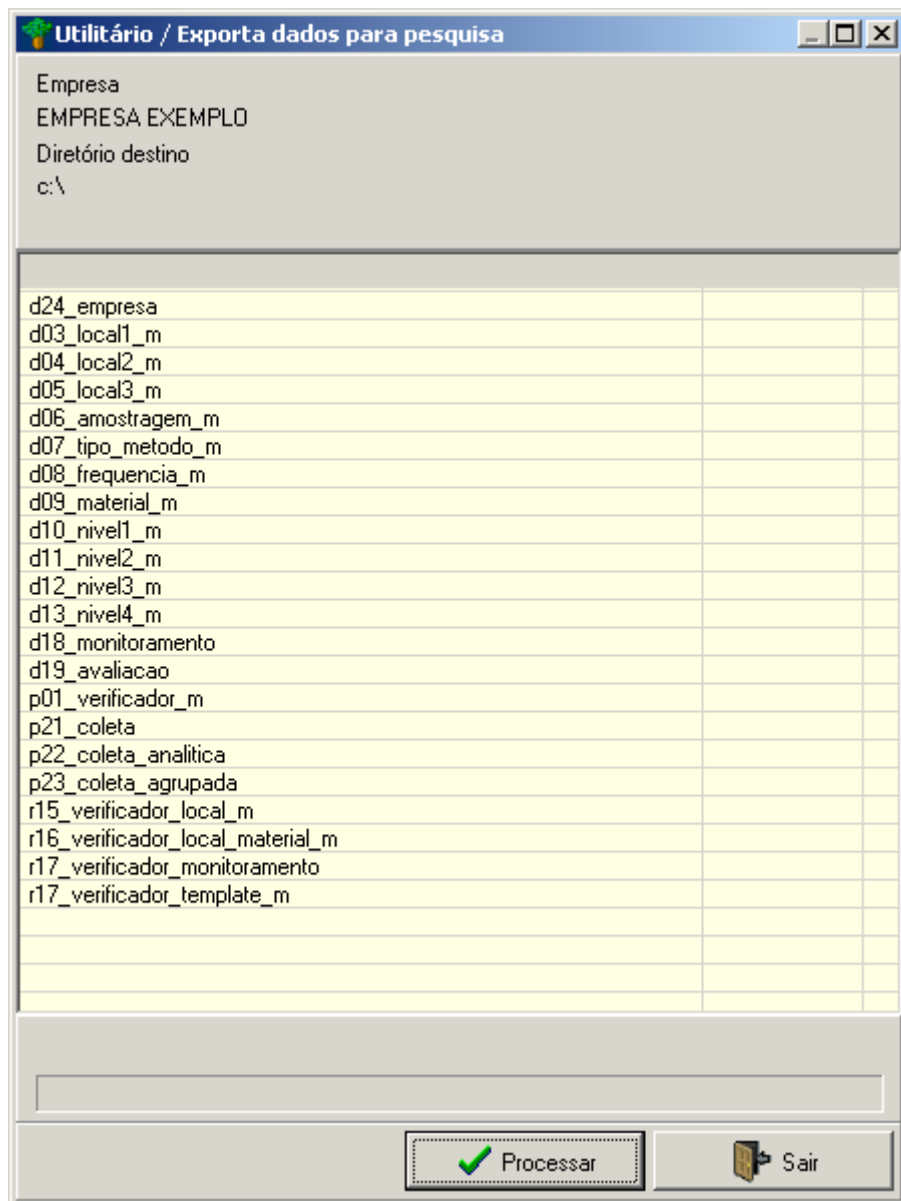 Utilitário / Exporta dados para pesquisa
Empresa
EMPRESA EXEMPLO
Diretório destino
c:\
d24_empresa
d03_local1_m
d04_local2_m
d05_local3_m
d06_amostragem_m
d07_tipo_metodo_m
d08_frequencia_m
d09_material_m
d10_nivel1_m
d11_nivel2_m
d12_nivel3_m
d13_nivel4_m
d18_monitoramento
d19_avaliacao
p01_verificador_m
p21_coleta
p22_coleta_analitica
p23_coleta_agrupada
r15_verificador_local_m
r16_verificador_local_material_m
r17_verificador_monitoramento
r17_verificador_template_m
Processar
Sair